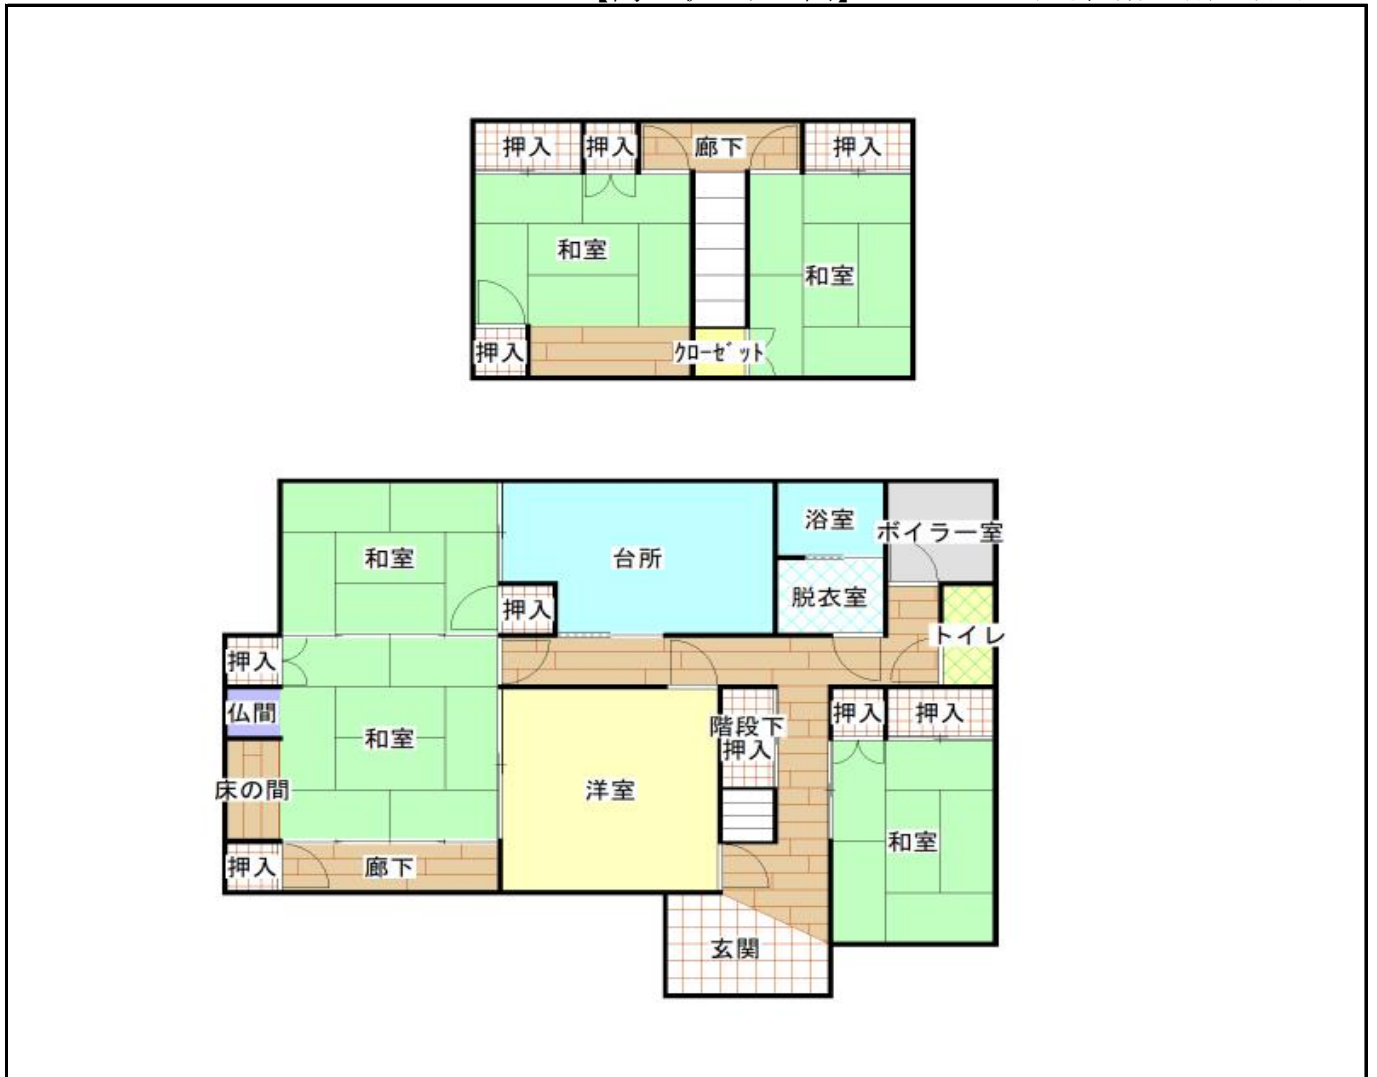 押入
押入
廊下
押入
和室
和室
押入
クローゼット
和室
台所
浴室
ボイラー室
押入
脱衣室
トイレ
押入
仏間
和室
床の間
押入
廊下
洋室
階段下
押入
押入
押入
和室
玄関